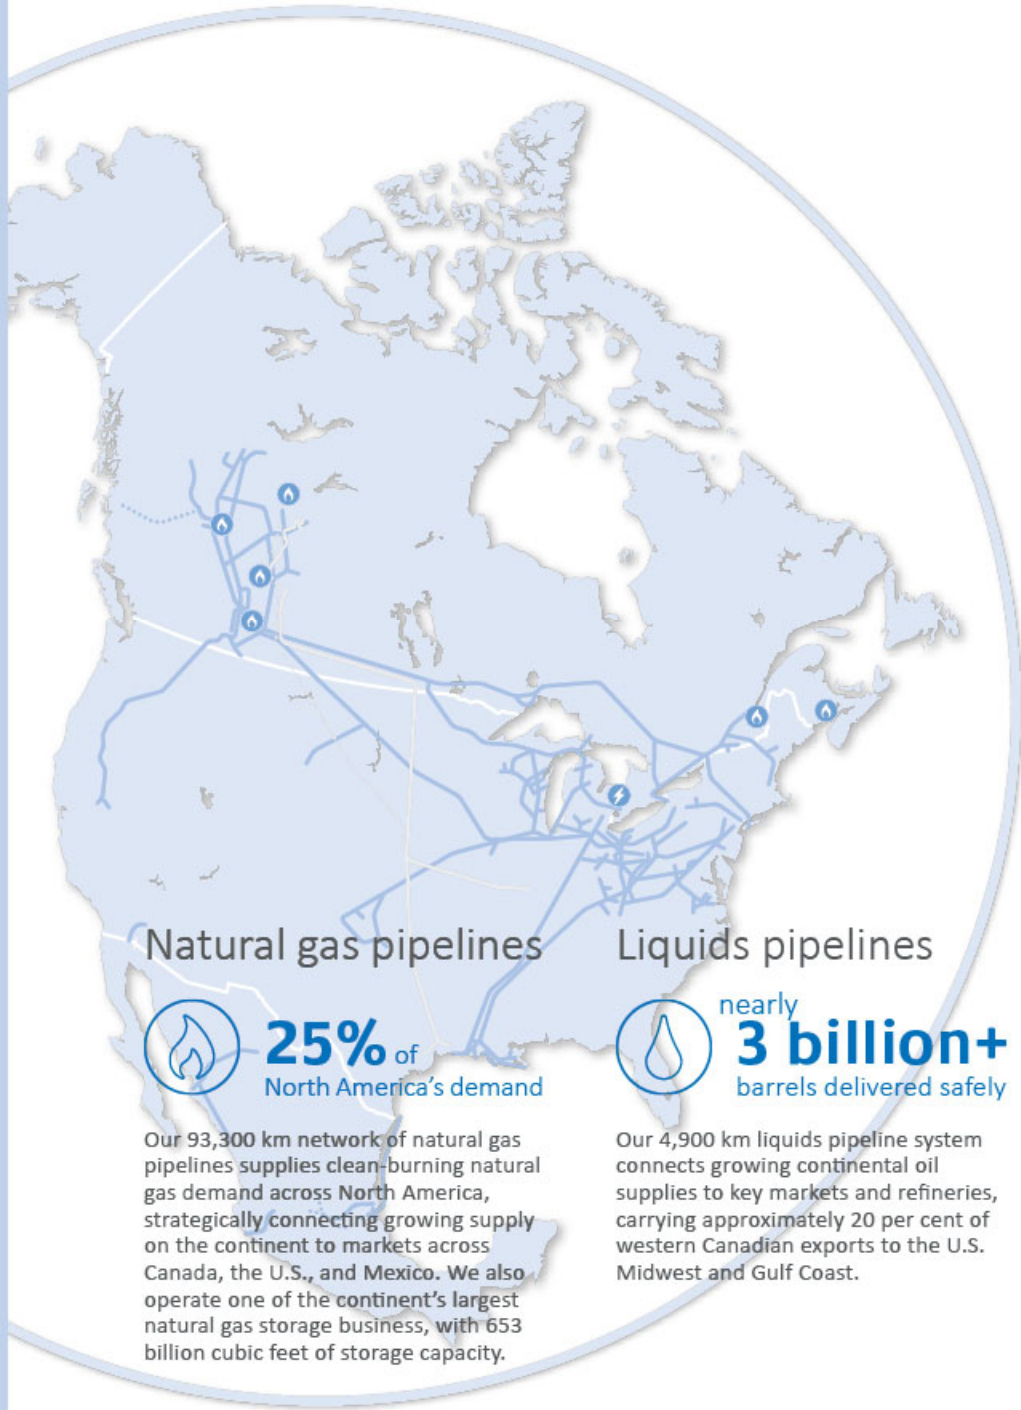 Natural gas pipelines
25% of
North America's demand
Our 93,300 km network of natural gas
pipelines supplies clean-burning natural
gas demand across North America,
strategically connecting growing supply
on the continent to markets across
Canada, the U.S., and Mexico. We also
operate one of the continent's largest
natural gas storage business, with 653
billion cubic feet of storage capacity.
Liquids pipelines
nearly
3 billion+
barrels delivered safely
Our 4,900 km liquids pipeline system
connects growing continental oil
supplies to key markets and refineries,
carrying approximately 20 per cent of
western Canadian exports to the U.S.
Midwest and Gulf Coast.